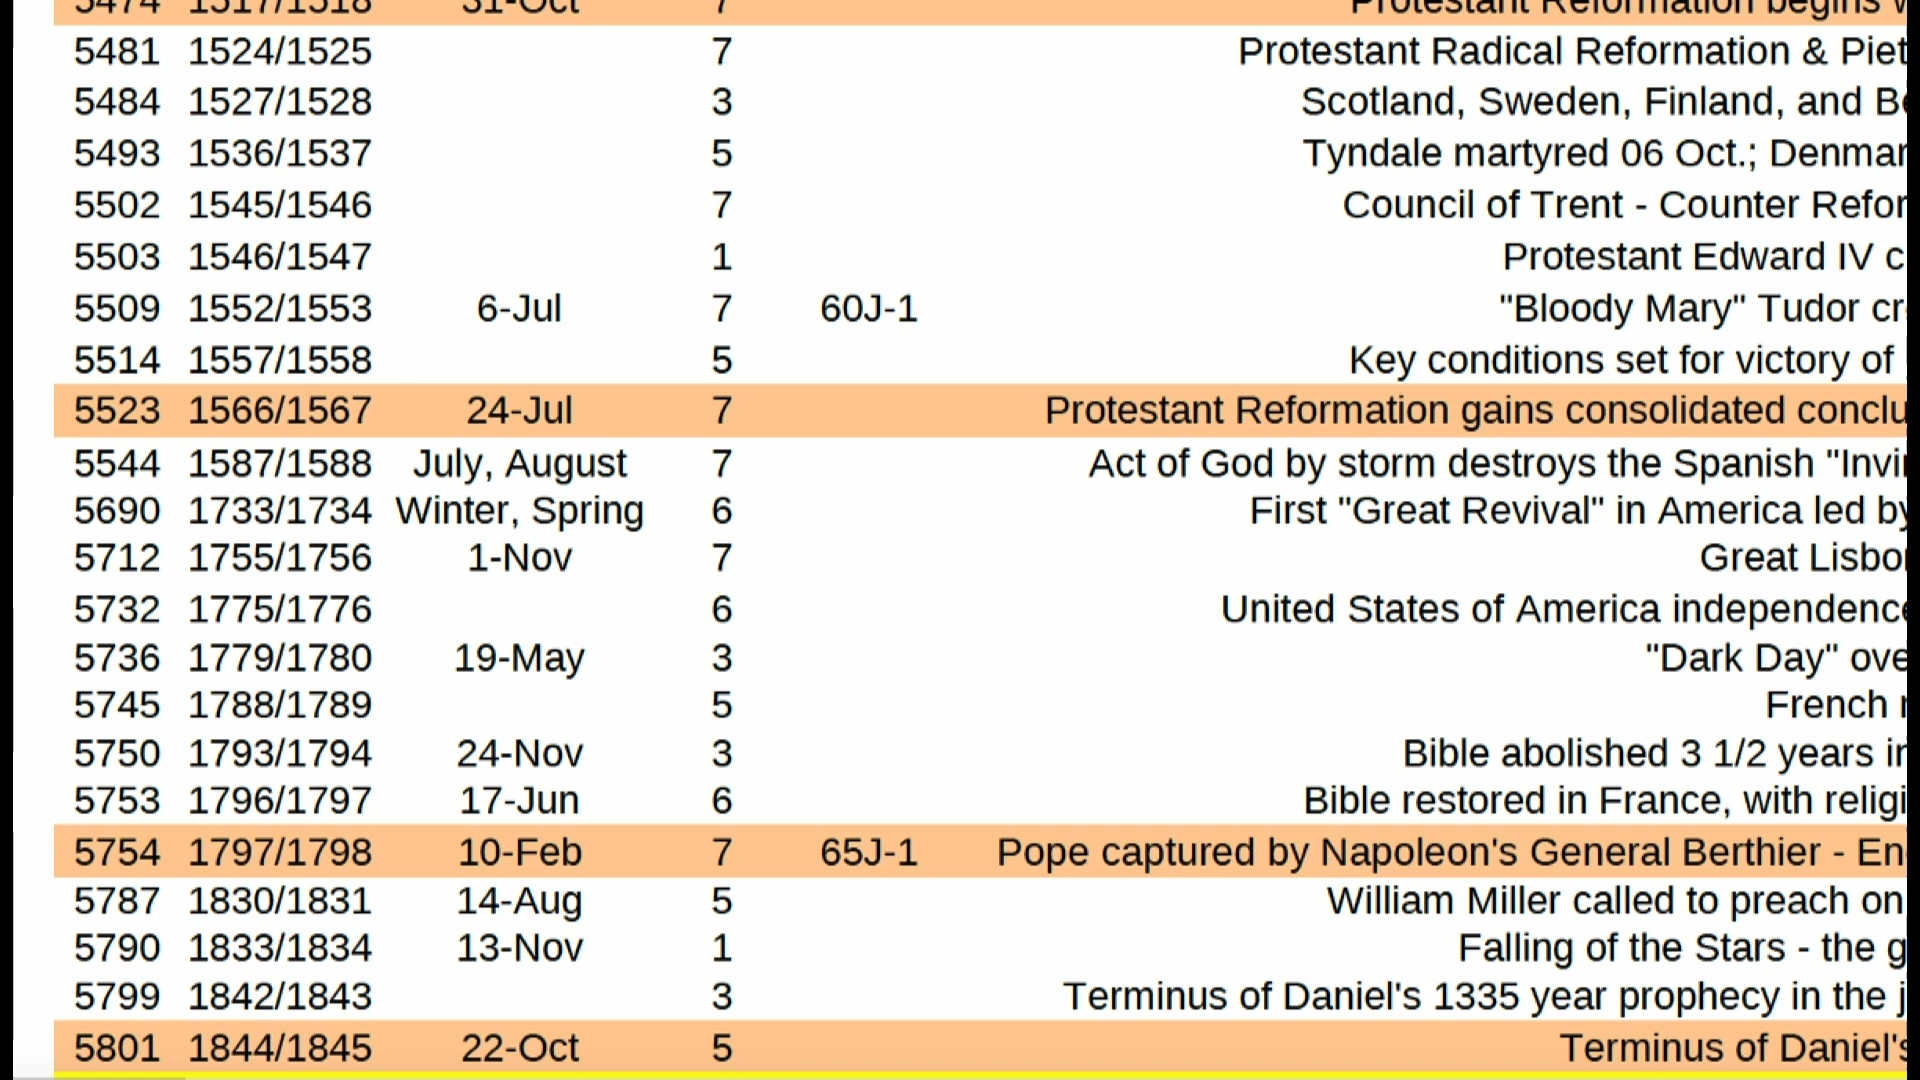 5474 1517/1518 31-Oct 7 Protestant Reformation begins
5481 1524/1525 7 Protestant Radical Reformation & Piet
5484 1527/1528 3 Scotland, Sweden, Finland, and Be
5493 1536/1537 5 Tyndale martyred 06 Oct.; Denmar
5502 1545/1546 7 Council of Trent - Counter Refor
5503 1546/1547 1 Protestant Edward IV c
5509 1552/1553 6-Jul 7 60J-1 "Bloody Mary" Tudor cr
5514 1557/1558 5 Key conditions set for victory of
5523 1566/1567 24-Jul 7 Protestant Reformation gains consolidated conclu
5544 1587/1588 July, August 7 Act of God by storm destroys the Spanish "Invi
5690 1733/1734 Winter, Spring 6 First "Great Revival" in America led by
5712 1755/1756 1-Nov 7 Great Lisbo
5732 1775/1776 6 United States of America independence
5736 1779/1780 19-May 3 "Dark Day" ove
5745 1788/1789 5 French
5750 1793/1794 24-Nov 3 Bible abolished 3 1/2 years in
5753 1796/1797 17-Jun 6 Bible restored in France, with religi
5754 1797/1798 10-Feb 7 65J-1 Pope captured by Napoleon's General Berthier - En
5787 1830/1831 14-Aug 5 William Miller called to preach on
5790 1833/1834 13-Nov 1 Falling of the Stars - the g
5799 1842/1843 3 Terminus of Daniel's 1335 year prophecy in the j
5801 1844/1845 22-Oct 5 Terminus of Daniel's